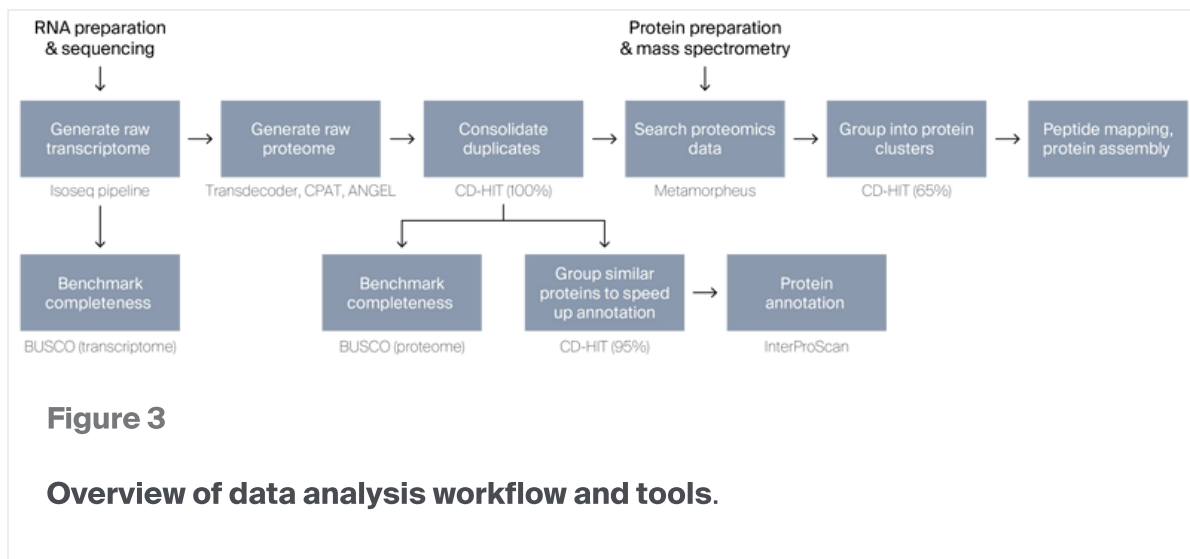 RNA preparation
& sequencing
Protein preparation
& mass spectrometry
Generate raw
transcriptome
Generate raw
proteome
Consolidate
duplicates
Search proteomics
data
Group into protein
clusters
Peptide mapping,
protein assembly
Isoseq pipeline
Transdecoder, CPAT, ANGEL
CD-HIT (100%)
Metamorpheus
CD-HIT (65%)
Benchmark
completeness
Benchmark
completeness
Group similar
proteins to speed
up annotation
Protein
annotation
BUSCO (transcriptome)
BUSCO (proteome)
CD-HIT (95%)
InterProScan
Figure 3
Overview of data analysis workflow and tools.